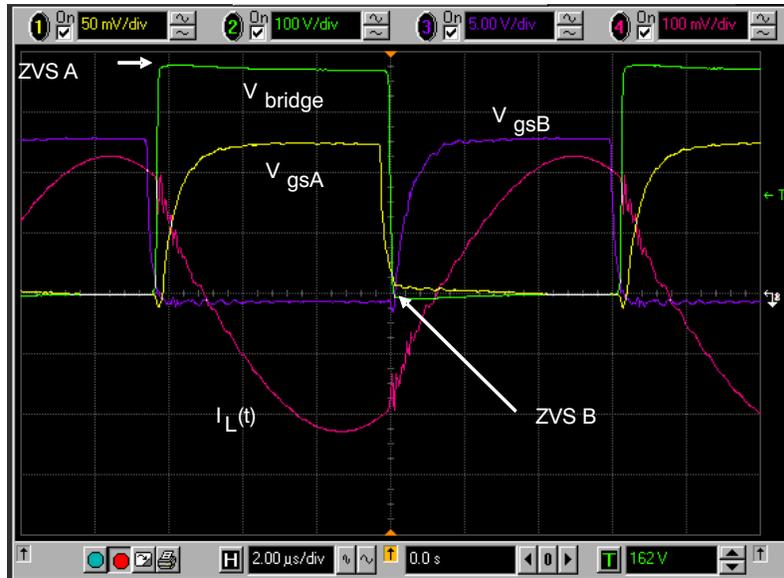 1 On 50 mV/div 2 On 100 V/div 3 On 5.00 V/div 4 On 100 mV/div
ZVS A
V bridge
V gsB
V gsA
T
I L(t)
ZVS B
H 2.00 µs/div 0.0 s 0 T 162 V